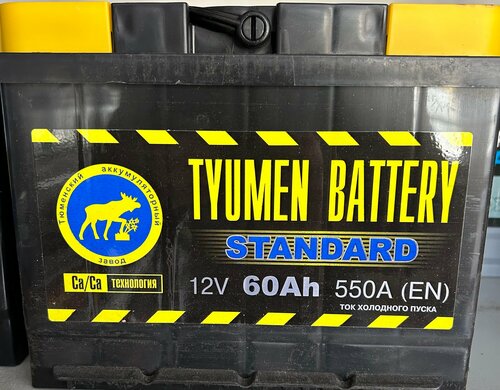 Тюменский аккумуляторный
завод
TYUMEN BATTERY
STANDARD
Ca/Ca технология
12V 60Ah 550A (EN)
ТОК ХОЛОДНОГО ПУСКА